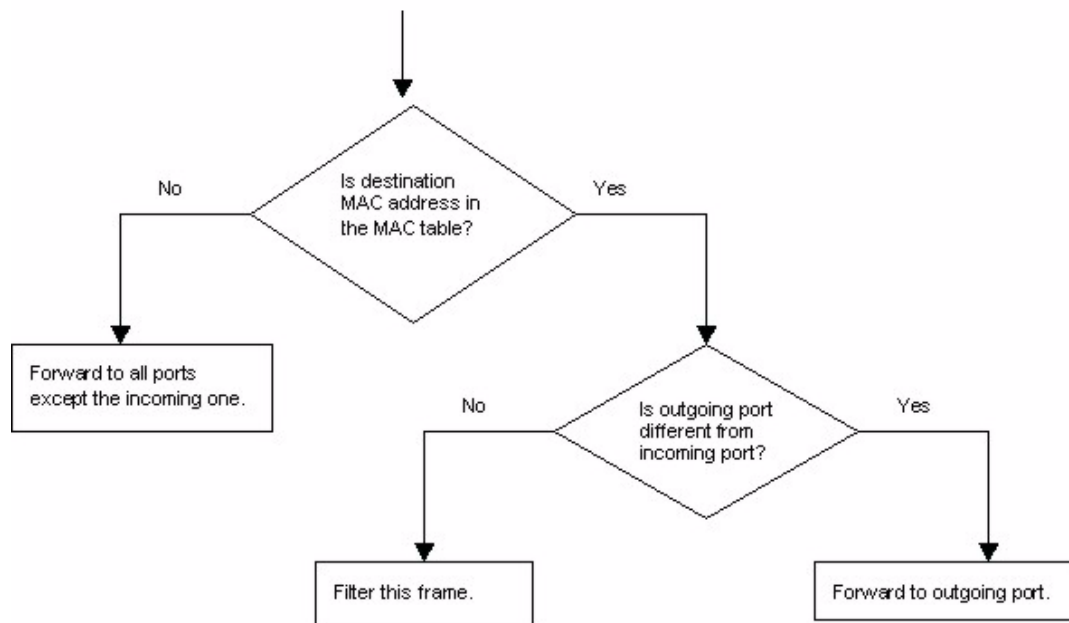 Is destination
MAC address in
the MAC table?
No
Yes
Forward to all ports
except the incoming one.
Is outgoing port
different from
incoming port?
No
Yes
Filter this frame.
Forward to outgoing port.